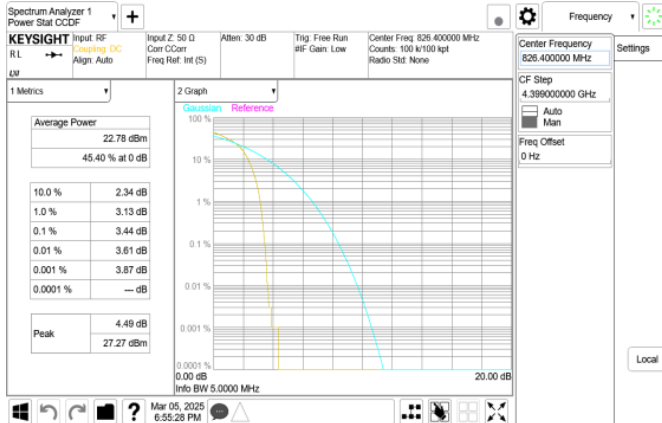 Spectrum Analyzer 1
Power Stat CCDF
Frequency
KEYSIGHT
RL
Input: RF
Coupling: DC
Align: Auto
Input Z: 50 Ω
Corr CCorr
Freq Ref: Int (S)
Atten: 30 dB
Trig: Free Run
#IF Gain: Low
Center Freq: 826.400000 MHz
Counts: 100 k/100 kpt
Radio Std: None
Center Frequency
826.400000 MHz
Settings
CF Step
4.399000000 GHz
Auto
Man
Freq Offset
0 Hz
1 Metrics
Average Power
22.78 dBm
45.40 % at 0 dB
10.0 % 2.34 dB
1.0 % 3.13 dB
0.1 % 3.44 dB
0.01 % 3.61 dB
0.001 % 3.87 dB
0.0001 % --- dB
Peak
4.49 dB
27.27 dBm
2 Graph
Gaussian Reference
100 %
10 %
1 %
0.1 %
0.01 %
0.001 %
0.0001 %
0.00 dB 20.00 dB
Info BW 5.0000 MHz
Local
Mar 05, 2025
6:55:28 PM